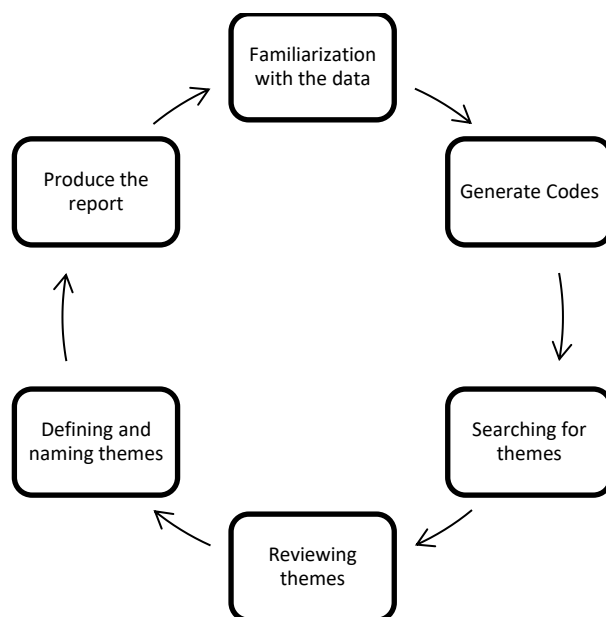 Familiarization
with the data
Generate Codes
Searching for
themes
Reviewing
themes
Defining and
naming themes
Produce the
report